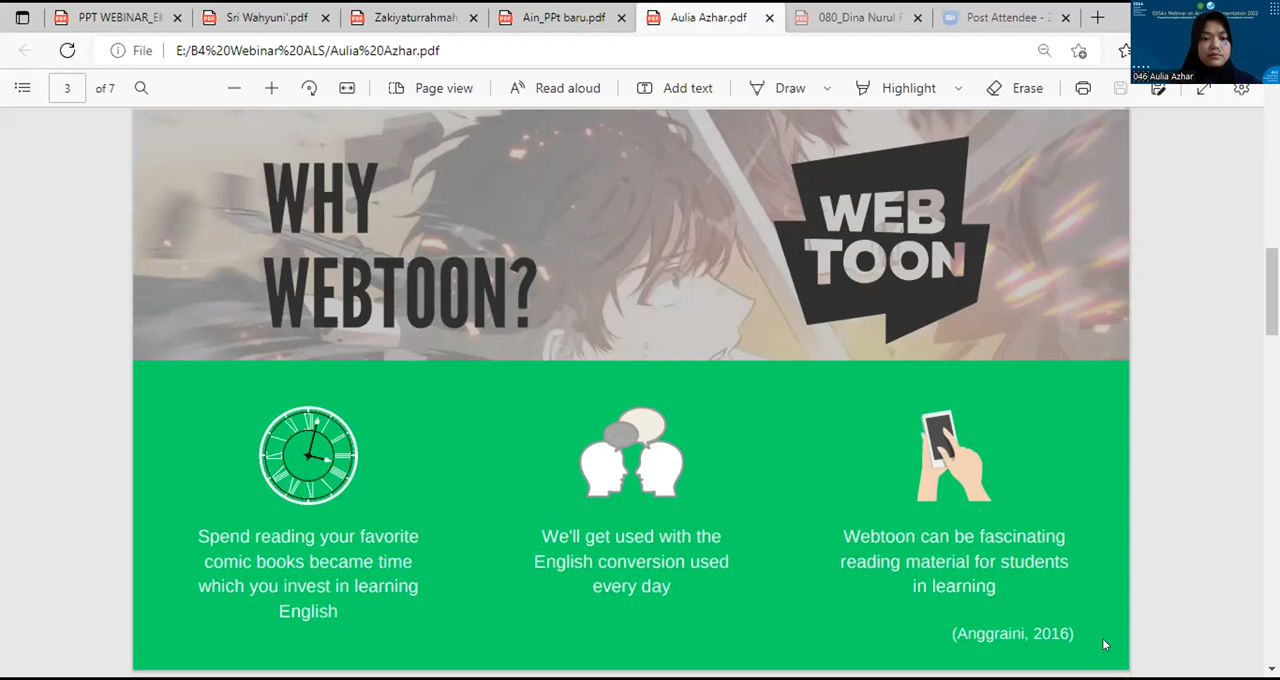 PPT WEBINAR_EK
Sri Wahyuni'.pdf
Zakiyaturrahmah,
Ain_PPt baru.pdf
Aulia Azhar.pdf
080_Dina Nurul F
Post Attendee - Z
File
E:/B4%20Webinar%20ALS/Aulia%20Azhar.pdf
046 Aulia Azhar
3 of 7
Page view
Read aloud
Add text
Draw
Highlight
Erase
WHY
WEBTOON?
WEB
TOON
Spend reading your favorite
comic books became time
which you invest in learning
English
We'll get used with the
English conversion used
every day
Webtoon can be fascinating
reading material for students
in learning
(Anggraini, 2016)